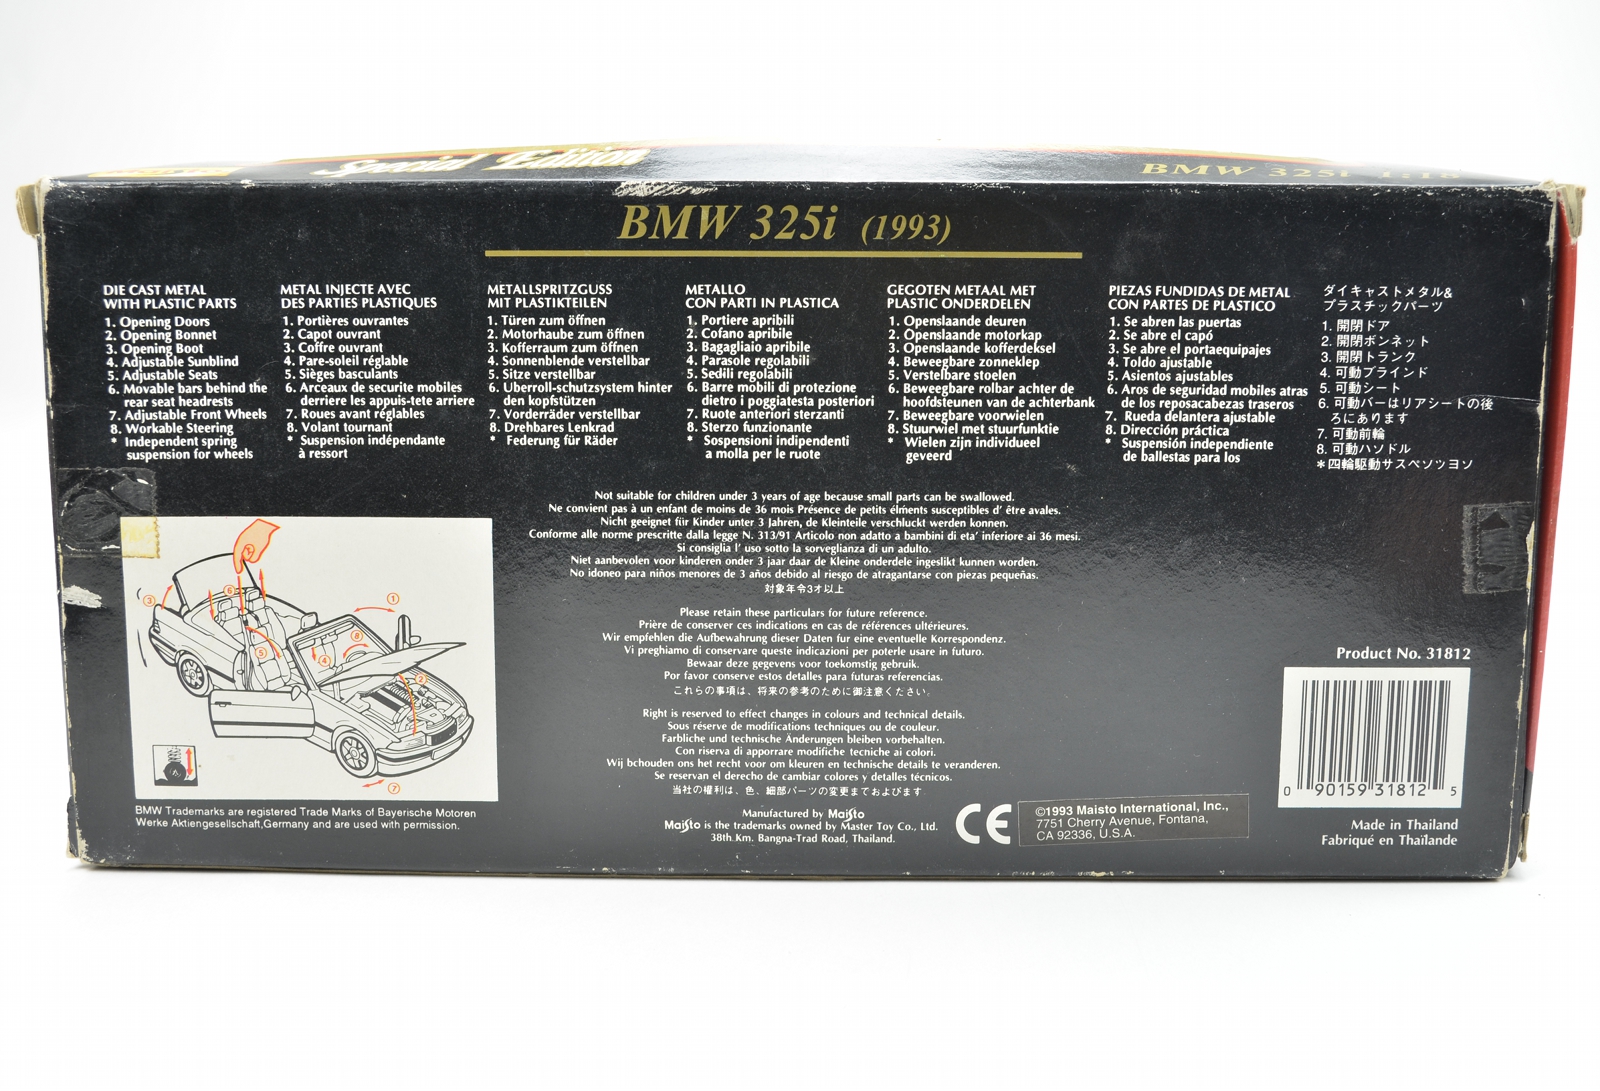 Special Edition
BMW 325i 1:18
BMW 325i (1993)
DIE CAST METAL
WITH PLASTIC PARTS
1. Opening Doors
2. Opening Bonnet
3. Opening Boot
4. Adjustable Sunblind
5. Adjustable Seats
6. Movable bars behind the
rear seat headrests
7. Adjustable Front Wheels
8. Workable Steering
* Independent spring
suspension for wheels
METAL INJECTE AVEC
DES PARTIES PLASTIQUES
1. Portières ouvrantes
2. Capot ouvrant
3. Coffre ouvrant
4. Pare-soleil réglable
5. Sièges basculants
6. Arceaux de securite mobiles
derriere les appuis-tete arriere
7. Roues avant réglables
8. Volant tournant
* Suspension indépendante
à ressort
METALLSPRITZGUSS
MIT PLASTIKTEILEN
1. Türen zum öffnen
2. Motorhaube zum öffnen
3. Kofferraum zum öffnen
4. Sonnenblende verstellbar
5. Sitze verstellbar
6. Uberroll-schutzsystem hinter
den kopfstützen
7. Vorderräder verstellbar
8. Drehbares Lenkrad
* Federung für Räder
METALLO
CON PARTI IN PLASTICA
1. Portiere apribili
2. Cofano apribile
3. Bagagliaio apribile
4. Parasole regolabili
5. Sedili regolabili
6. Barre mobili di protezione
dietro i poggiatesta posteriori
7. Ruote anteriori sterzanti
8. Sterzo funzionante
* Sospensioni indipendenti
a molla per le ruote
GEGOTEN METAAL MET
PLASTIC ONDERDELEN
1. Openslaande deuren
2. Openslaande motorkap
3. Openslaande kofferdeksel
4. Beweegbare zonneklep
5. Verstelbare stoelen
6. Beweegbare rolbar achter de
hoofdsteunen van de achterbank
7. Beweegbare voorwielen
8. Stuurwiel met stuurfunktie
* Wielen zijn individueel
geveerd
PIEZAS FUNDIDAS DE METAL
CON PARTES DE PLASTICO
1. Se abren las puertas
2. Se abre el capó
3. Se abre el portaequipajes
4. Toldo ajustable
5. Asientos ajustables
6. Aros de seguridad mobiles atras
de los reposacabezas traseros
7. Rueda delantera ajustable
8. Dirección práctica
* Suspensión independiente
de ballestas para los
ダイキャストメタル&
プラスチックパーツ
1. 開閉ドア
2. 開閉ボンネット
3. 開閉トランク
4. 可動ブラインド
5. 可動シート
6. 可動バーはリアシートの後
ろにあります
7. 可動前輪
8. 可動ハンドル
*四輪駆動サスペソツヨソ
Not suitable for children under 3 years of age because small parts can be swallowed.
Ne convient pas à un enfant de moins de 36 mois Présence de petits élments susceptibles d' être avales.
Nicht geeignet für Kinder unter 3 Jahren, de Kleinteile verschluckt werden konnen.
Conforme alle norme prescritte dalla legge N. 313/91 Articolo non adatto a bambini di eta' inferiore ai 36 mesi.
Si consiglia l' uso sotto la sorveglianza di un adulto.
Niet aanbevolen voor kinderen onder 3 jaar daar de Kleine onderdele ingeslikt kunnen worden.
No idoneo para niños menores de 3 años debido al riesgo de atragantarse con piezas pequeñas.
対象年令3才以上
Please retain these particulars for future reference.
Prière de conserver ces indications en cas de références ultérieures.
Wir empfehlen die Aufbewahrung dieser Daten fur eine eventuelle Korrespondenz.
Vi preghiamo di conservare queste indicazioni per poterle usare in futuro.
Bewaar deze gegevens voor toekomstig gebruik.
Por favor conserve estos detalles para futuras referencias.
これらの事項は、将来の参考のために御注意ください。
Right is reserved to effect changes in colours and technical details.
Sous réserve de modifications techniques ou de couleur.
Farbliche und technische Änderungen bleiben vorbehalten.
Con riserva di apporrare modifiche tecniche ai colori.
Wij bchouden ons het recht voor om kleuren en technische details te veranderen.
Se reservan el derecho de cambiar colores y detalles técnicos.
当社の権利は、色、細部パーツの変更までおよびます
Manufactured by Maisto
Maisto is the trademarks owned by Master Toy Co., Ltd.
38th Km. Bangna-Trad Road, Thailand.
3
6
1
5
4
8
2
7
BMW Trademarks are registered Trade Marks of Bayerische Motoren
Werke Aktiengesellschaft,Germany and are used with permission.
CE
©1993 Maisto International, Inc.,
7751 Cherry Avenue, Fontana,
CA 92336, U.S.A.
Product No. 31812
0 90159 31812 5
Made in Thailand
Fabriqué en Thaïlande